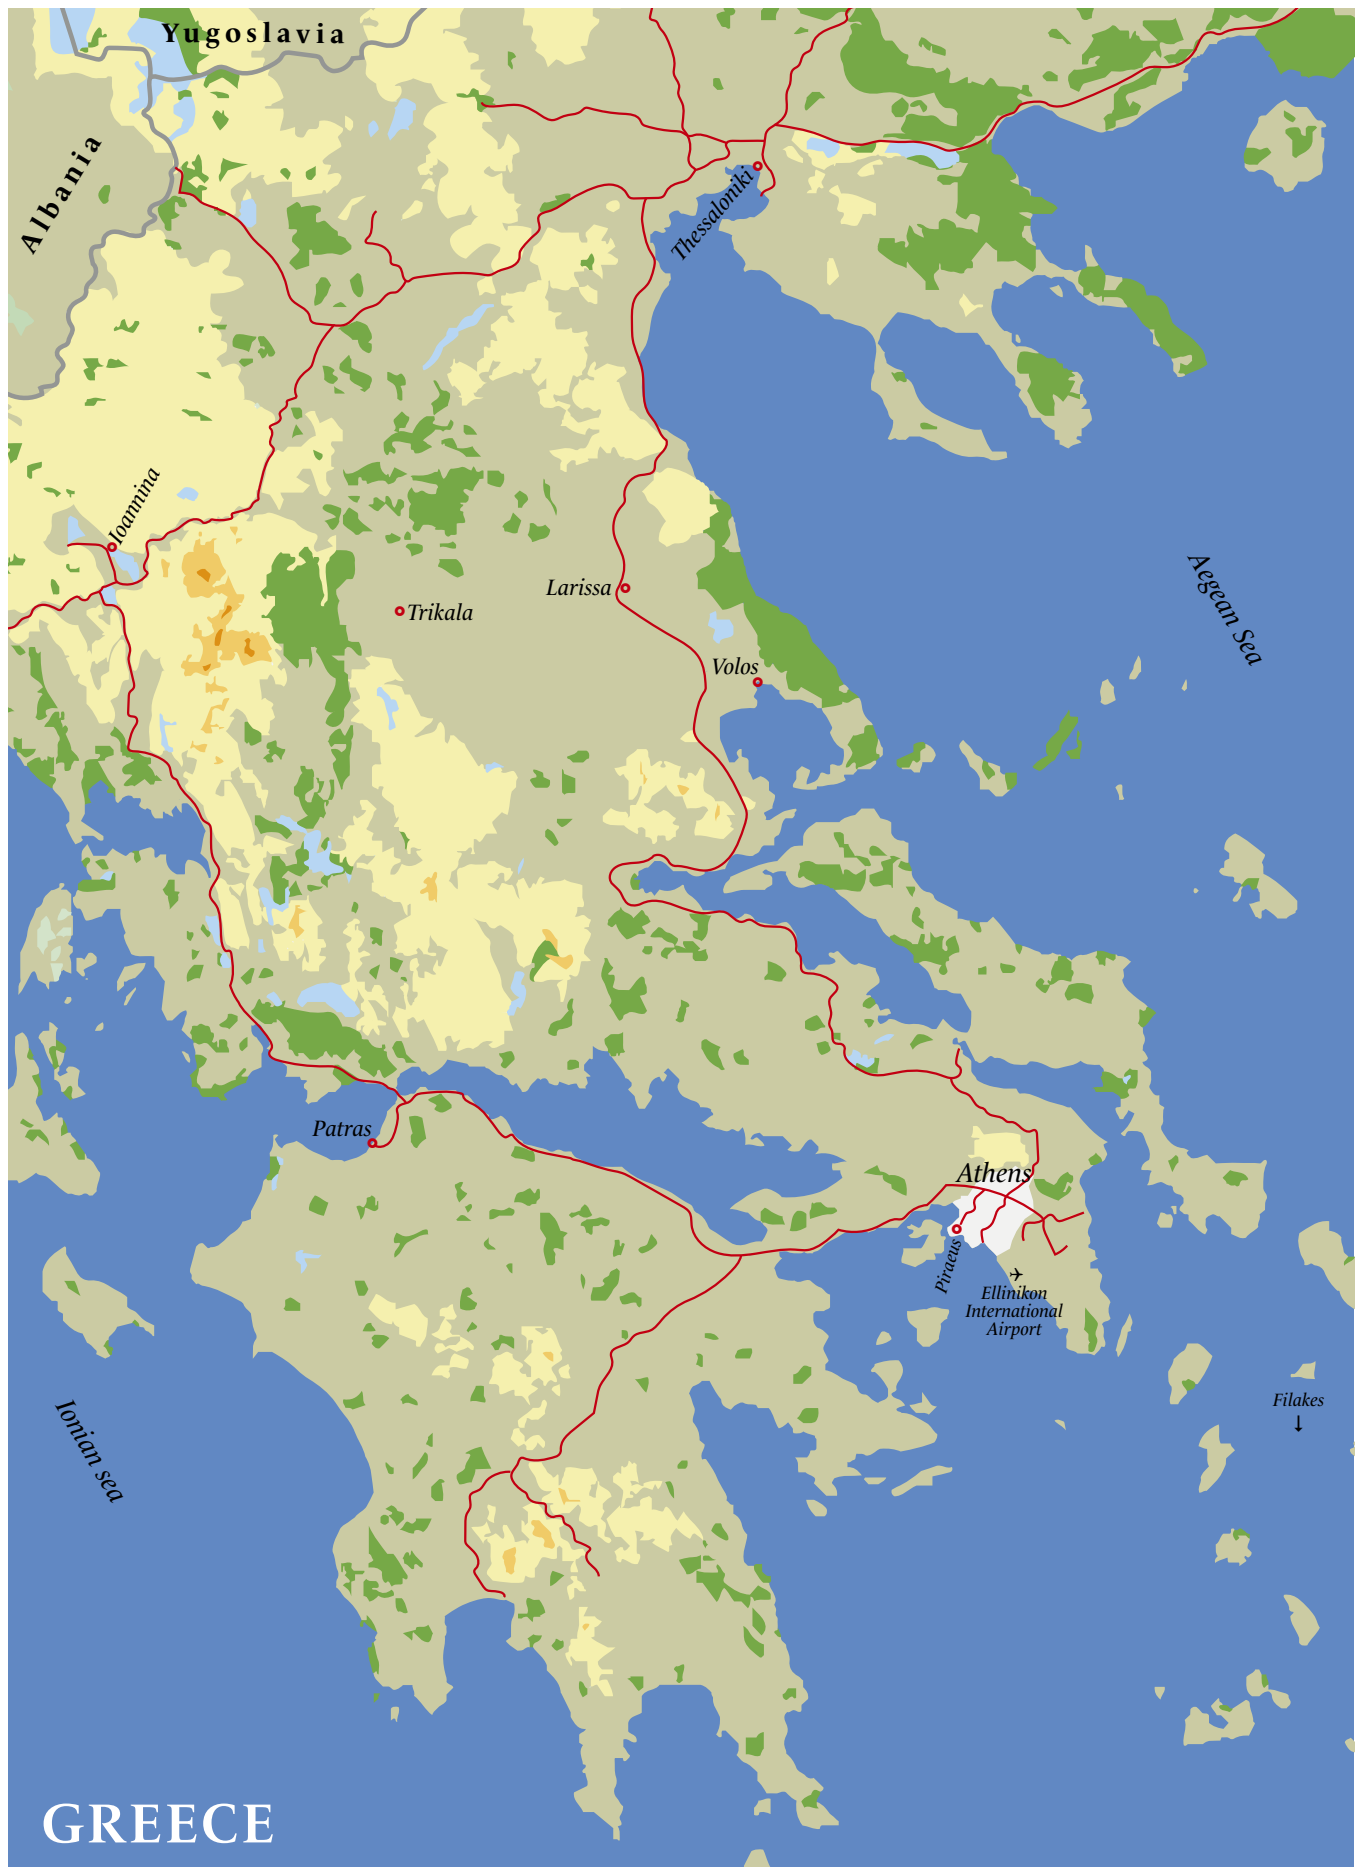 Yugoslavia
Albania
Thessaloniki
Ioannina
Larissa
Trikala
Aegean Sea
Volos
Patras
Athens
Piraeus
Ellinikon
International
Airport
Filakes
Ionian sea
GREECE